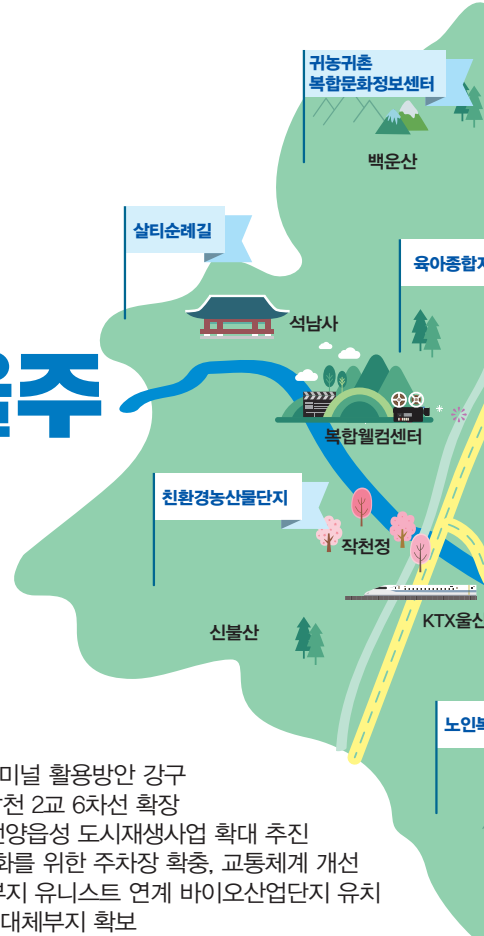 귀농귀촌
복합문화정보센터
백운산
살티순례길
육아종합
석남사
울주
복합웰컴센터
친환경농산물단지
작천정
KTX울산
신불산
노인복
미널 활용방안 강구
천 2교 6차선 확장
언양읍성 도시재생사업 확대 추진
화를 위한 주차장 확충, 교통체계 개선
부지 유니스트 연계 바이오산업단지 유치
대체부지 확보